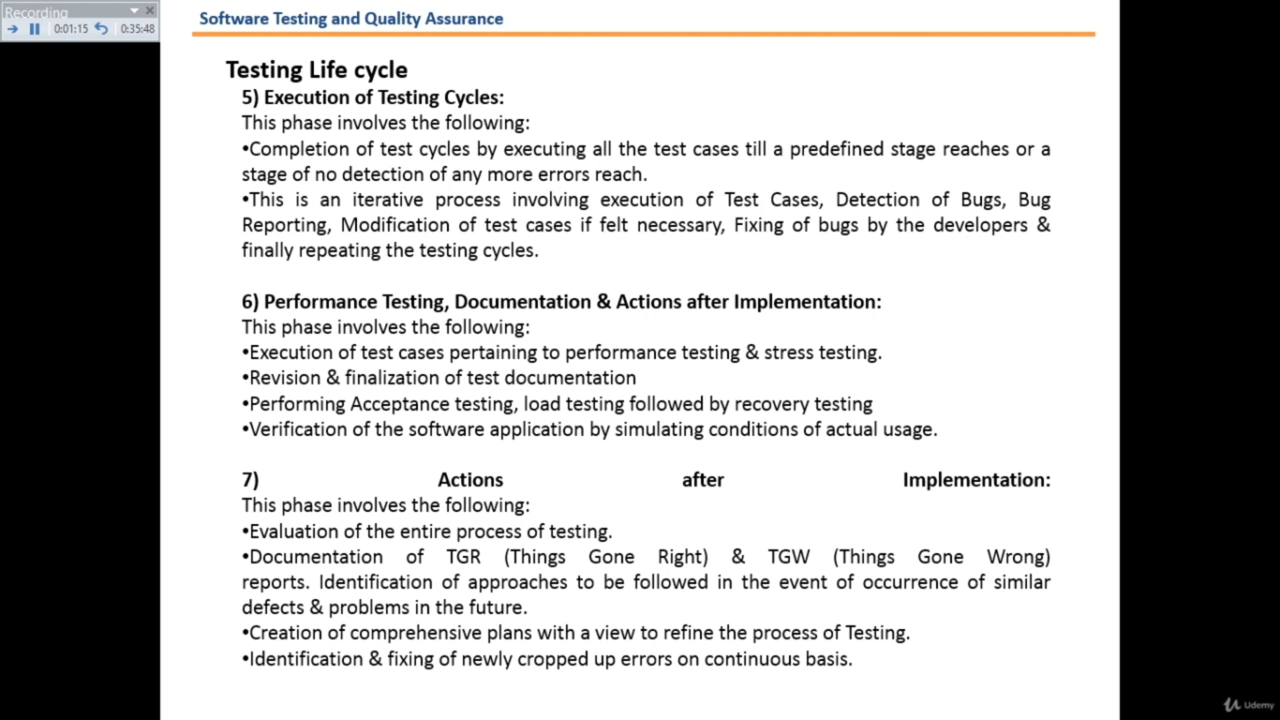 Recording
0:01:15
0:35:48
Software Testing and Quality Assurance
Testing Life cycle
5) Execution of Testing Cycles:
This phase involves the following:
•Completion of test cycles by executing all the test cases till a predefined stage reaches or a
stage of no detection of any more errors reach.
•This is an iterative process involving execution of Test Cases, Detection of Bugs, Bug
Reporting, Modification of test cases if felt necessary, Fixing of bugs by the developers &
finally repeating the testing cycles.
6) Performance Testing, Documentation & Actions after Implementation:
This phase involves the following:
•Execution of test cases pertaining to performance testing & stress testing.
•Revision & finalization of test documentation
•Performing Acceptance testing, load testing followed by recovery testing
•Verification of the software application by simulating conditions of actual usage.
7) Actions after Implementation:
This phase involves the following:
•Evaluation of the entire process of testing.
•Documentation of TGR (Things Gone Right) & TGW (Things Gone Wrong)
reports. Identification of approaches to be followed in the event of occurrence of similar
defects & problems in the future.
•Creation of comprehensive plans with a view to refine the process of Testing.
•Identification & fixing of newly cropped up errors on continuous basis.
Udemy